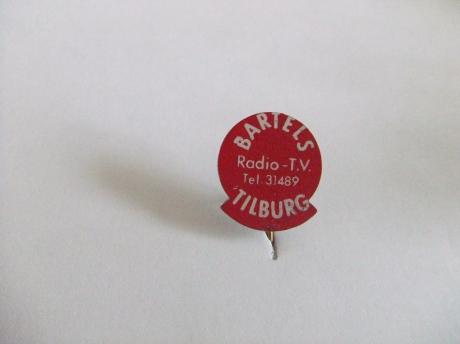 BARTELS
Radio-T.V.
Tel. 31489
TILBURG